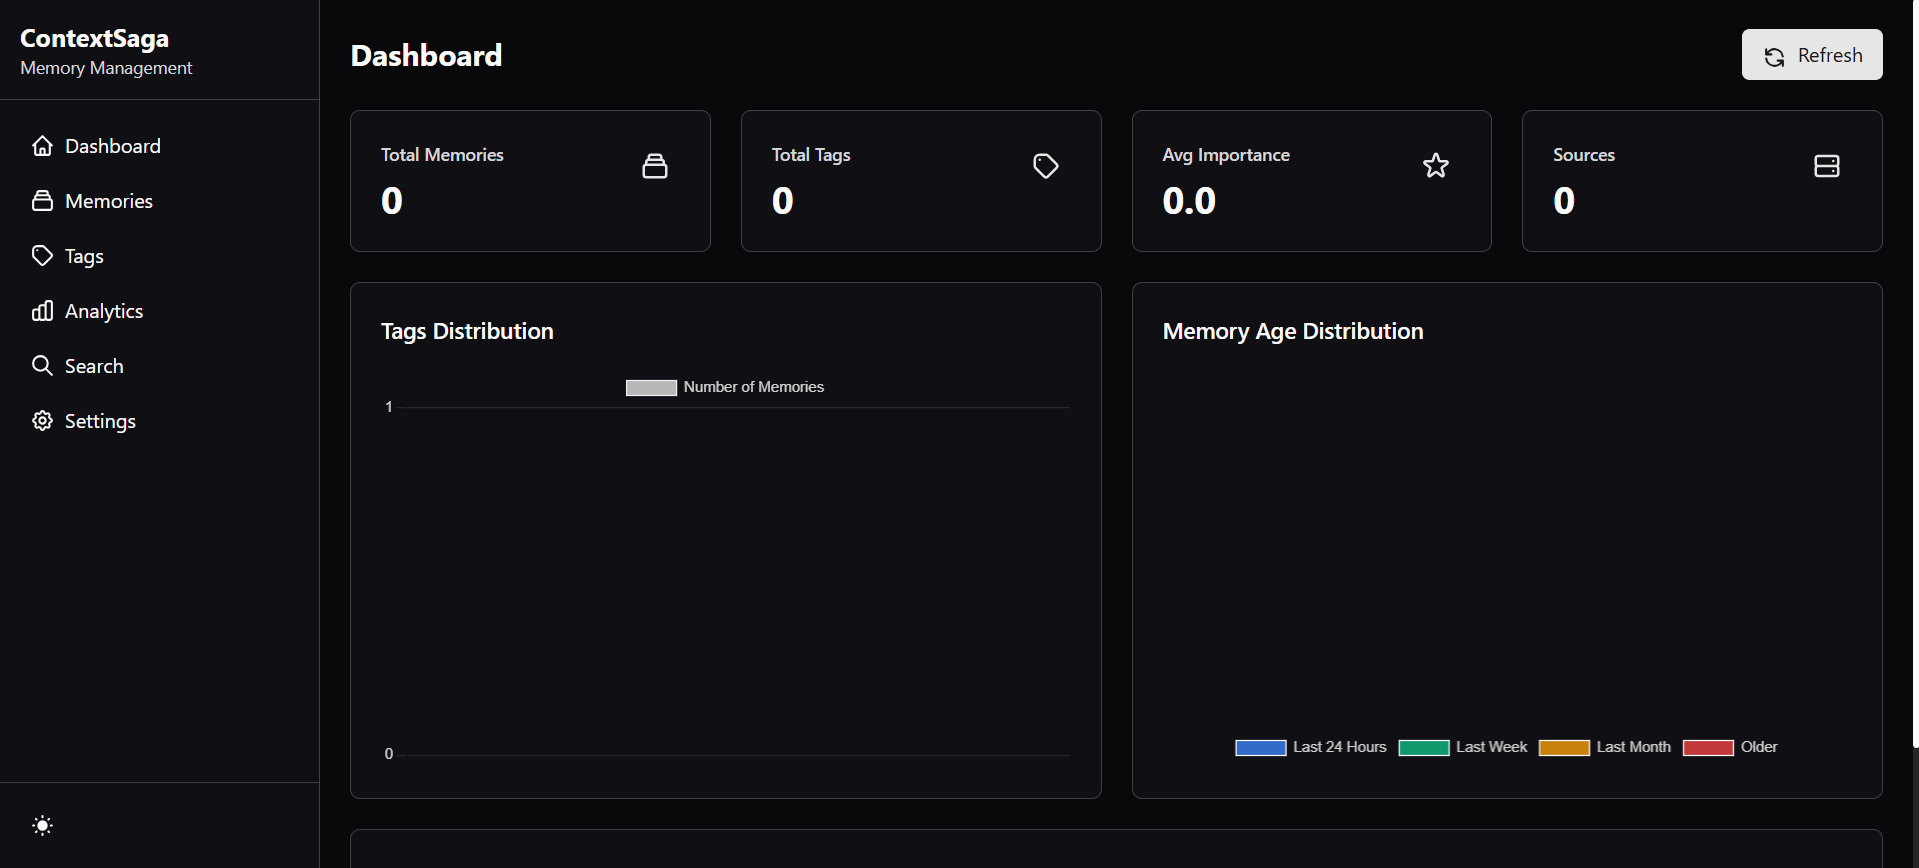 ContextSaga
Memory Management
Dashboard
Memories
Tags
Analytics
Search
Settings
Dashboard
Refresh
Total Memories
0
Total Tags
0
Avg Importance
0.0
Sources
0
Tags Distribution
Number of Memories
1
0
Memory Age Distribution
Last 24 Hours
Last Week
Last Month
Older